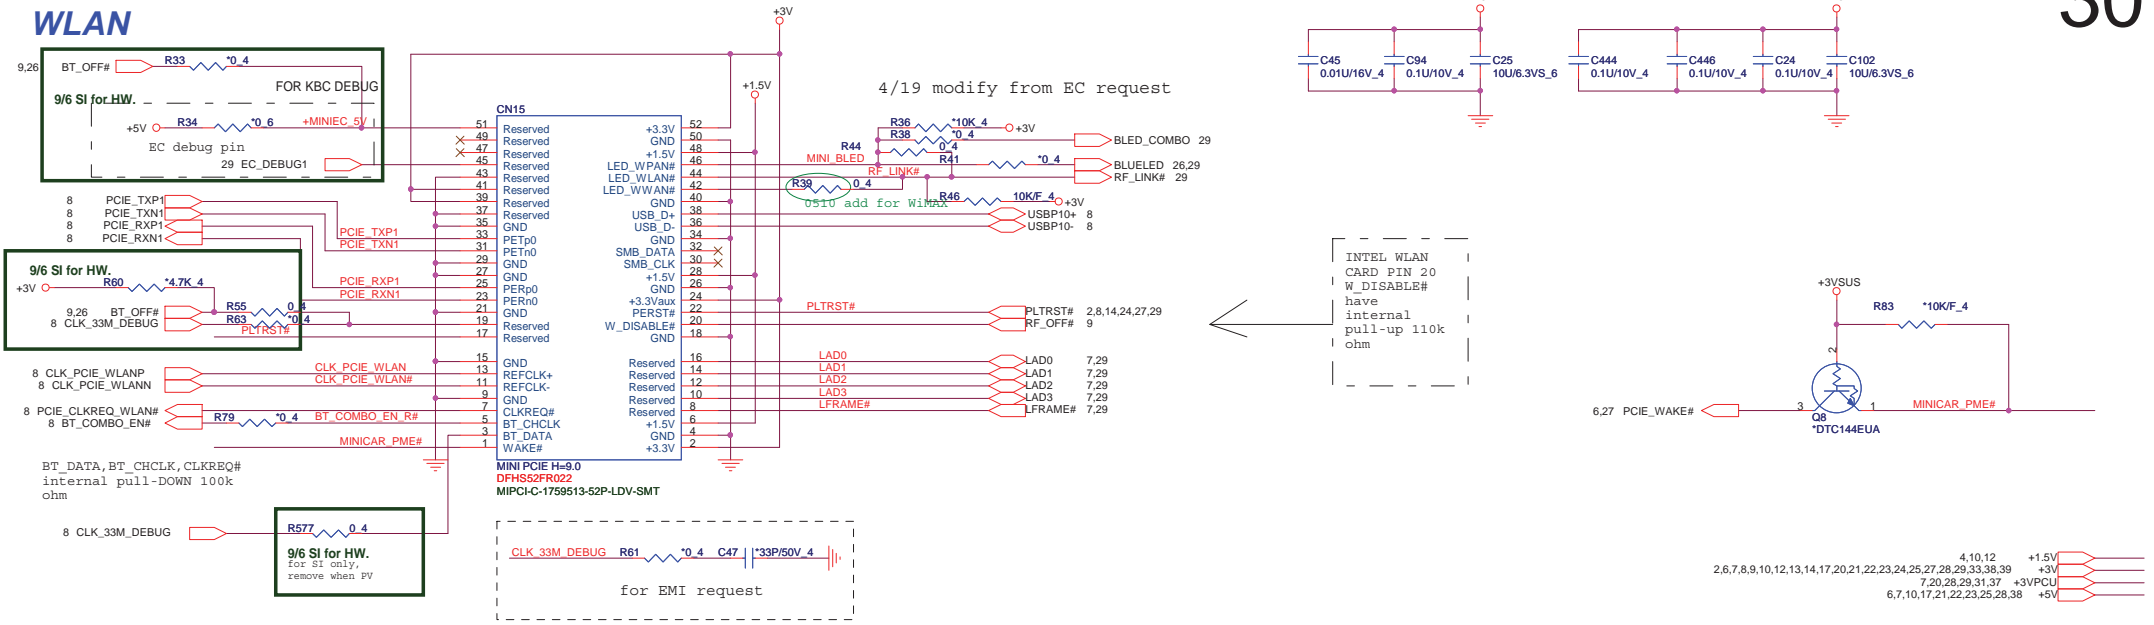 WLAN
30
+3V
9,26 BT_OFF# R33 *0_4
FOR KBC DEBUG
9/6 SI for HW.
+5V R34 *0_6 +MINIEC_5V
EC debug pin
29 EC_DEBUG1
8 PCIE_TXP1
8 PCIE_TXN1
8 PCIE_RXP1
8 PCIE_RXN1
PCIE_TXP1
PCIE_TXN1
9/6 SI for HW.
+3V R60 *4.7K_4
PCIE_RXP1
PCIE_RXN1
9,26 BT_OFF# R55 0_4
8 CLK_33M_DEBUG R63 *0_4
PLTRST#
8 CLK_PCIE_WLANP CLK_PCIE_WLAN
8 CLK_PCIE_WLANN CLK_PCIE_WLAN#
8 PCIE_CLKREQ_WLAN#
8 BT_COMBO_EN# R79 *0_4 BT_COMBO_EN_R#
MINICAR_PME#
BT_DATA,BT_CHCLK,CLKREQ#
internal pull-DOWN 100k
ohm
8 CLK_33M_DEBUG R577 0_4
9/6 SI for HW.
for SI only,
remove when PV
CN15
51 Reserved +3.3V 52
49 Reserved GND 50
47 Reserved +1.5V 48
45 Reserved LED_WPAN# 46
43 Reserved LED_WLAN# 44
41 Reserved LED_WWAN# 42
39 Reserved GND 40
37 Reserved USB_D+ 38
35 GND USB_D- 36
33 PETp0 GND 34
31 PETn0 SMB_DATA 32
29 GND SMB_CLK 30
27 GND +1.5V 28
25 PERp0 GND 26
23 PERn0 +3.3Vaux 24
21 GND PERST# 22
19 Reserved W_DISABLE# 20
17 Reserved GND 18
15 GND Reserved 16
13 REFCLK+ Reserved 14
11 REFCLK- Reserved 12
9 GND Reserved 10
7 CLKREQ# Reserved 8
5 BT_CHCLK +1.5V 6
3 BT_DATA GND 4
1 WAKE# +3.3V 2
MINI PCIE H=9.0
DFHS52FR022
MIPCI-C-1759513-52P-LDV-SMT
CLK_33M_DEBUG R61 *0_4 C47 *33P/50V_4
for EMI request
+1.5V
4/19 modify from EC request
R36 *10K_4 +3V
R38 *0_4 BLED_COMBO 29
R44 0_4
MINI_BLED R41 *0_4 BLUELED 26,29
RF_LINK# RF_LINK# 29
R39 0_4
R46 10K/F_4 +3V
0510 add for WiMAX
USBP10+ 8
USBP10- 8
PLTRST# PLTRST# 2,8,14,24,27,29
RF_OFF# 9
LAD0 LAD0 7,29
LAD1 LAD1 7,29
LAD2 LAD2 7,29
LAD3 LAD3 7,29
LFRAME# LFRAME# 7,29
INTEL WLAN
CARD PIN 20
W_DISABLE#
have
internal
pull-up 110k
ohm
C45 C94 C25 C444 C446 C24 C102
0.01U/16V_4 0.1U/10V_4 10U/6.3VS_6 0.1U/10V_4 0.1U/10V_4 0.1U/10V_4 10U/6.3VS_6
+3VSUS
R83 *10K/F_4
2
6,27 PCIE_WAKE# 3 1 MINICAR_PME#
Q8
*DTC144EUA
4,10,12 +1.5V
2,6,7,8,9,10,12,13,14,17,20,21,22,23,24,25,27,28,29,33,38,39 +3V
7,20,28,29,31,37 +3VPCU
6,7,10,17,21,22,23,25,28,38 +5V